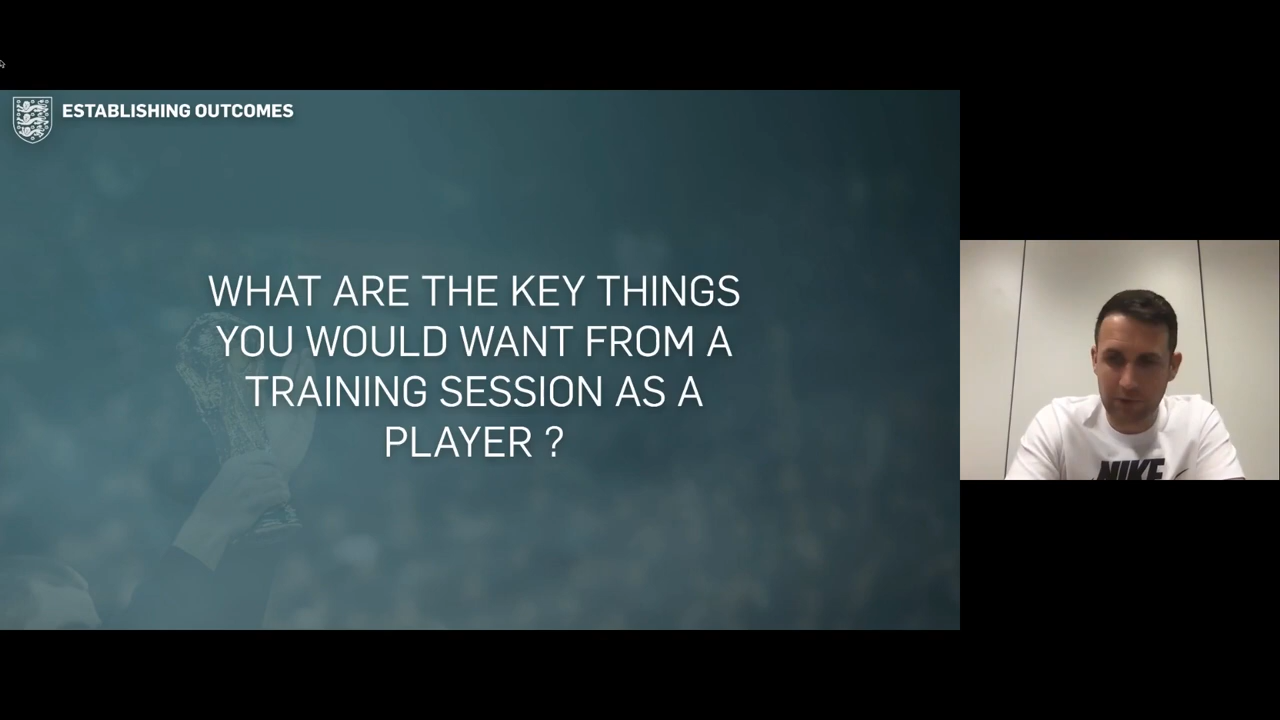 ESTABLISHING OUTCOMES
WHAT ARE THE KEY THINGS
YOU WOULD WANT FROM A
TRAINING SESSION AS A
PLAYER ?
NIKE